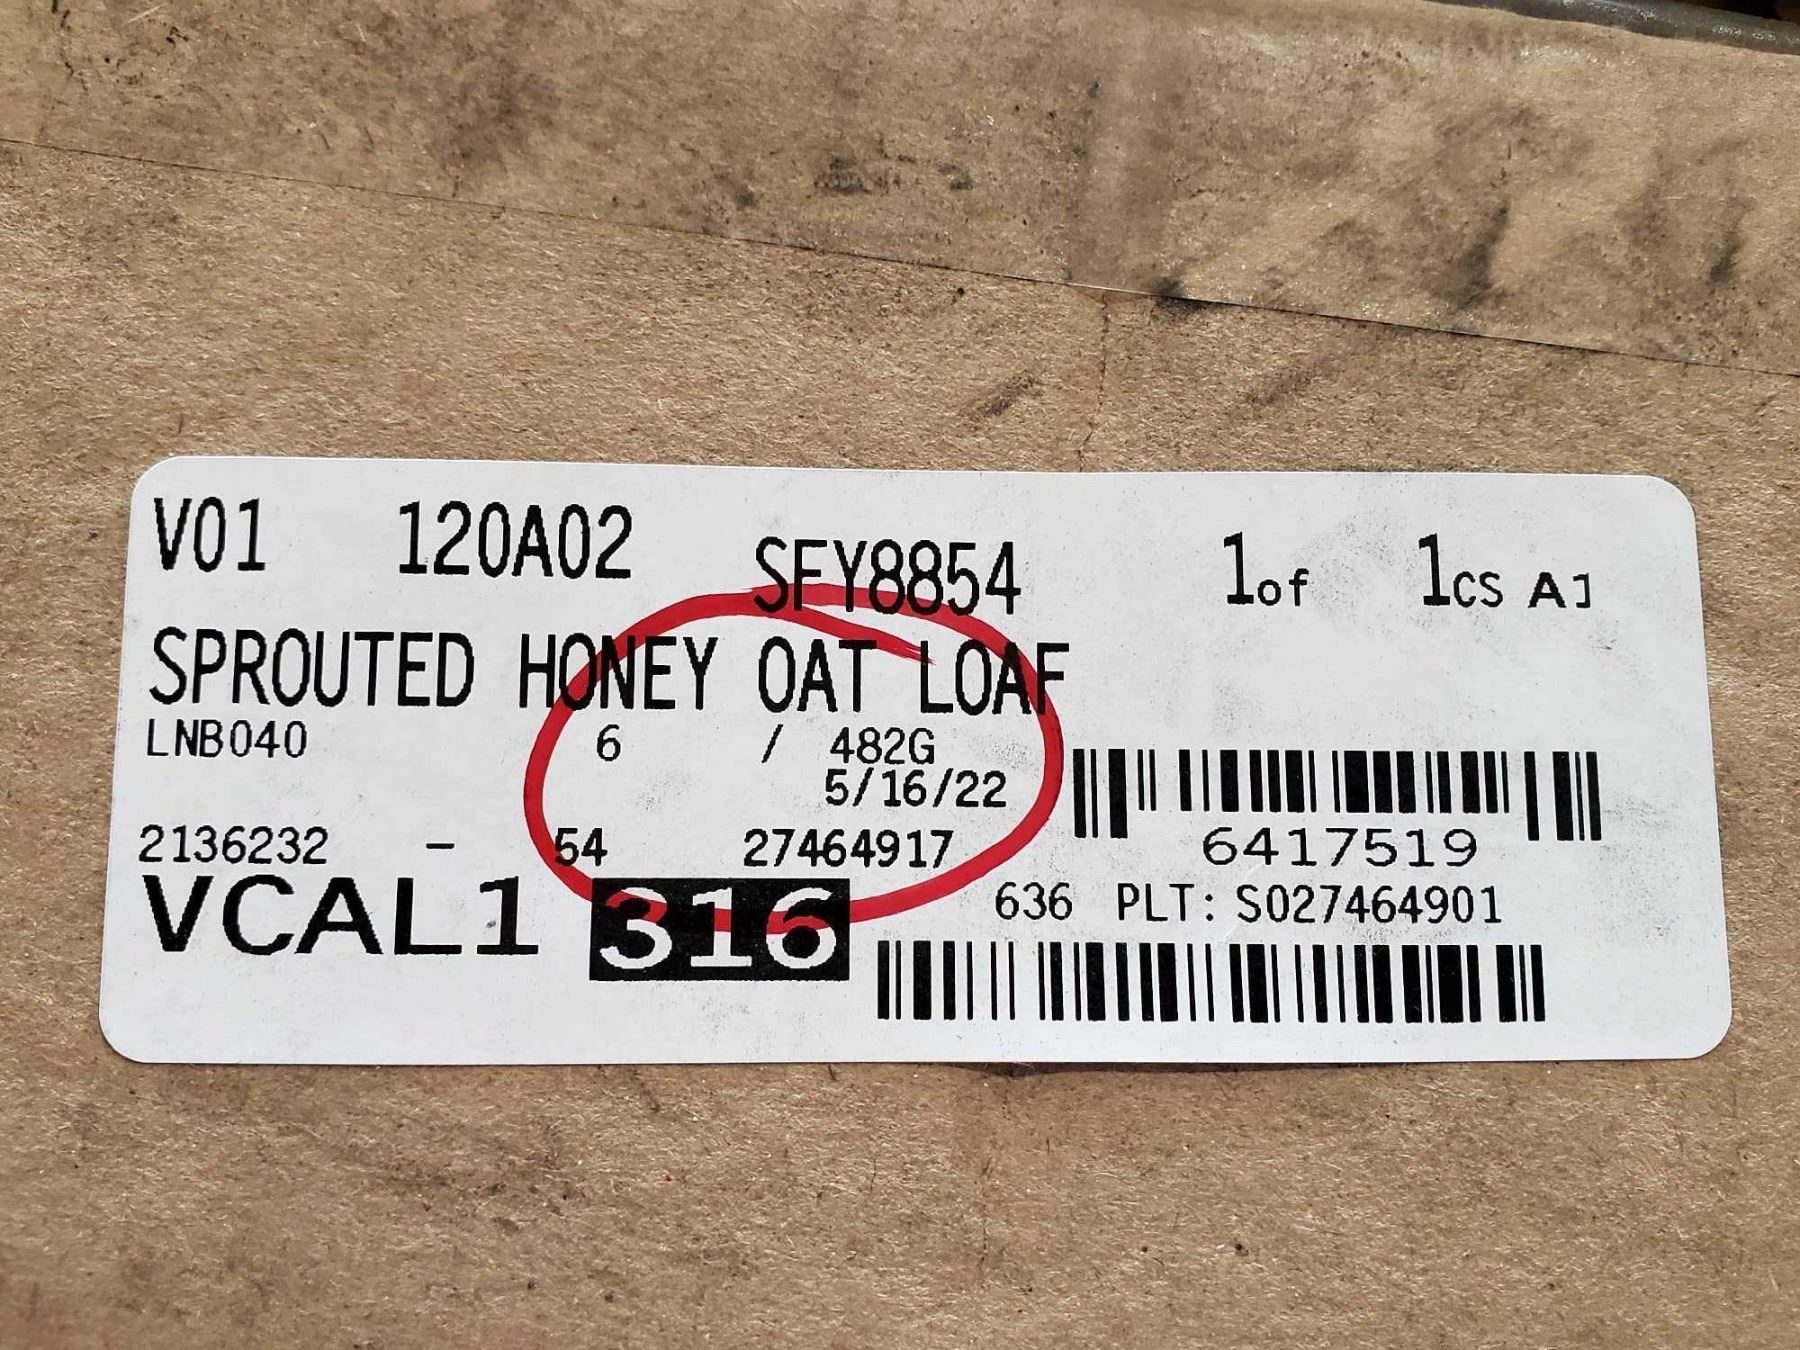 V01 120A02 SFY8854 1of 1CS A1
SPROUTED HONEY OAT LOAF
LNB040 6 / 482G
5/16/22
2136232 - 54 27464917 6417519
VCAL1 316 636 PLT: S027464901